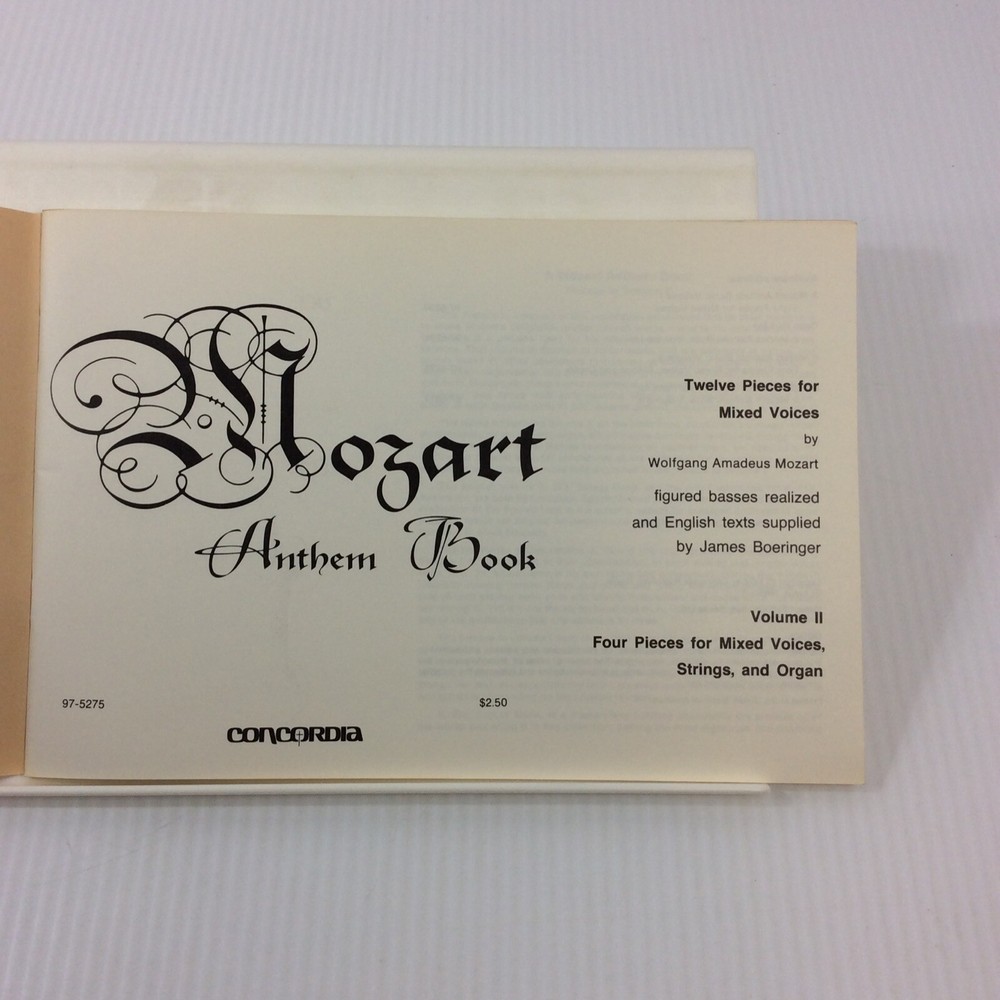 Mozart
Anthem Book
Twelve Pieces for
Mixed Voices
by
Wolfgang Amadeus Mozart
figured basses realized
and English texts supplied
by James Boeringer
Volume II
Four Pieces for Mixed Voices,
Strings, and Organ
97-5275
$2.50
CONCORDIA